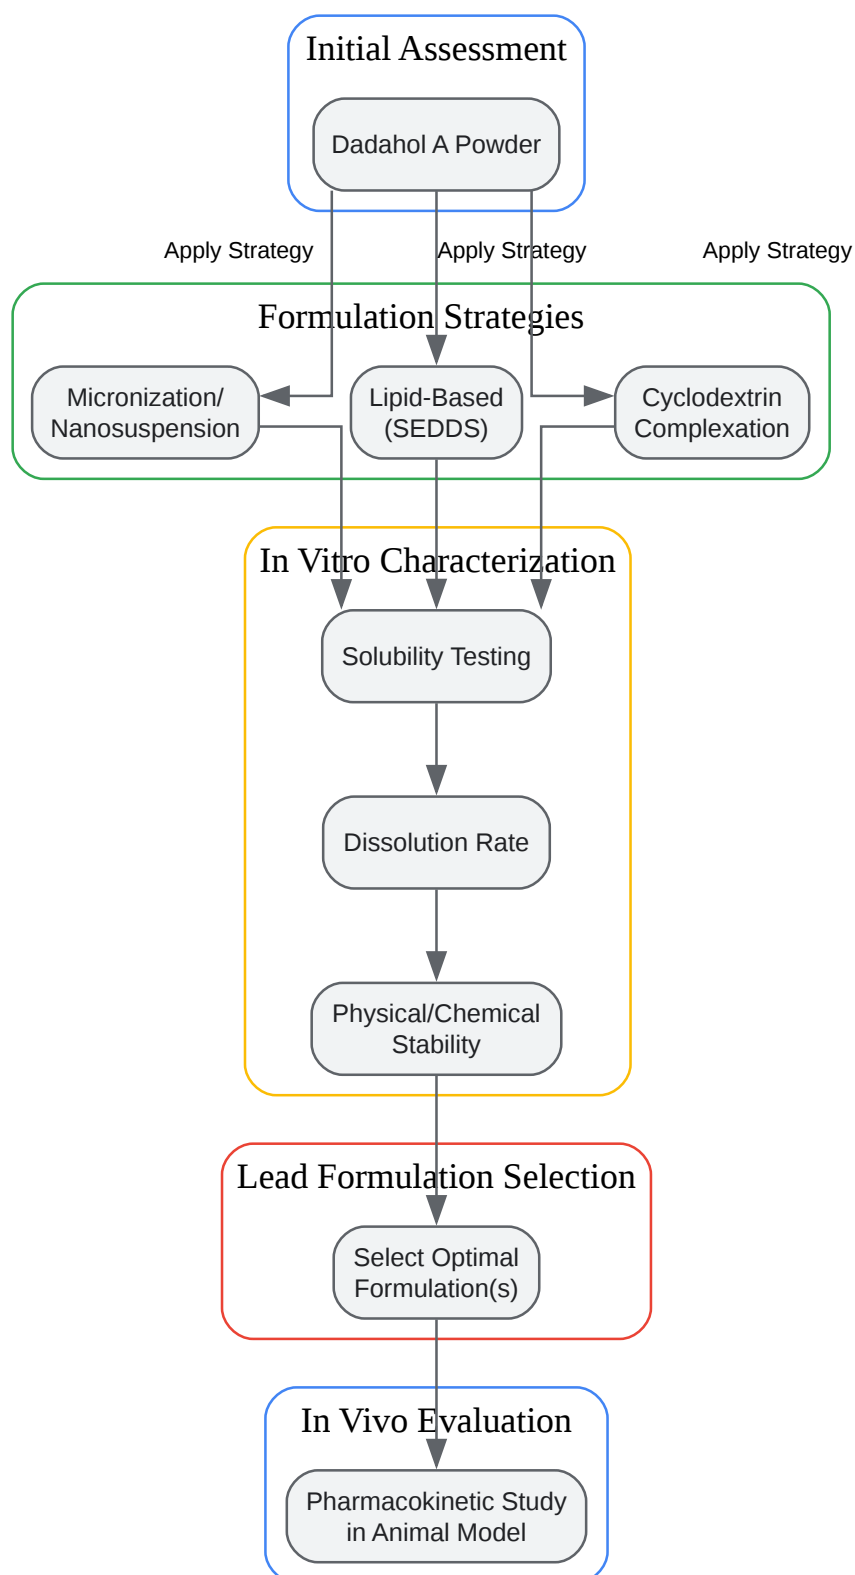 Initial Assessment
Dadahol A Powder
Apply Strategy
Apply Strategy
Apply Strategy
Formulation Strategies
Micronization/
Nanosuspension
Lipid-Based
(SEDDS)
Cyclodextrin
Complexation
In Vitro Characterization
Solubility Testing
Dissolution Rate
Physical/Chemical
Stability
Lead Formulation Selection
Select Optimal
Formulation(s)
In Vivo Evaluation
Pharmacokinetic Study
in Animal Model